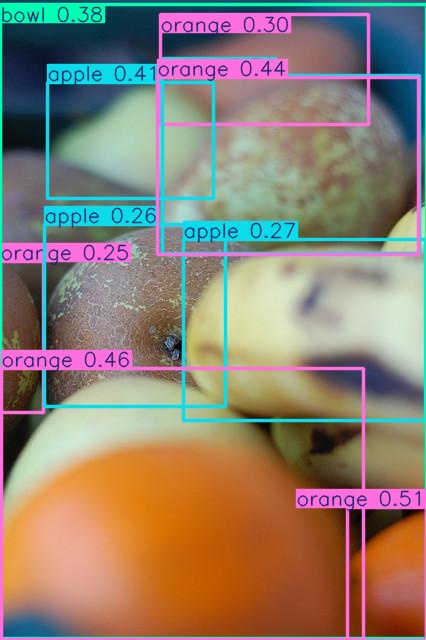 bowl 0.38
orange 0.30
apple 0.41
orange 0.44
apple 0.26
apple 0.27
orange 0.25
orange 0.46
orange 0.51